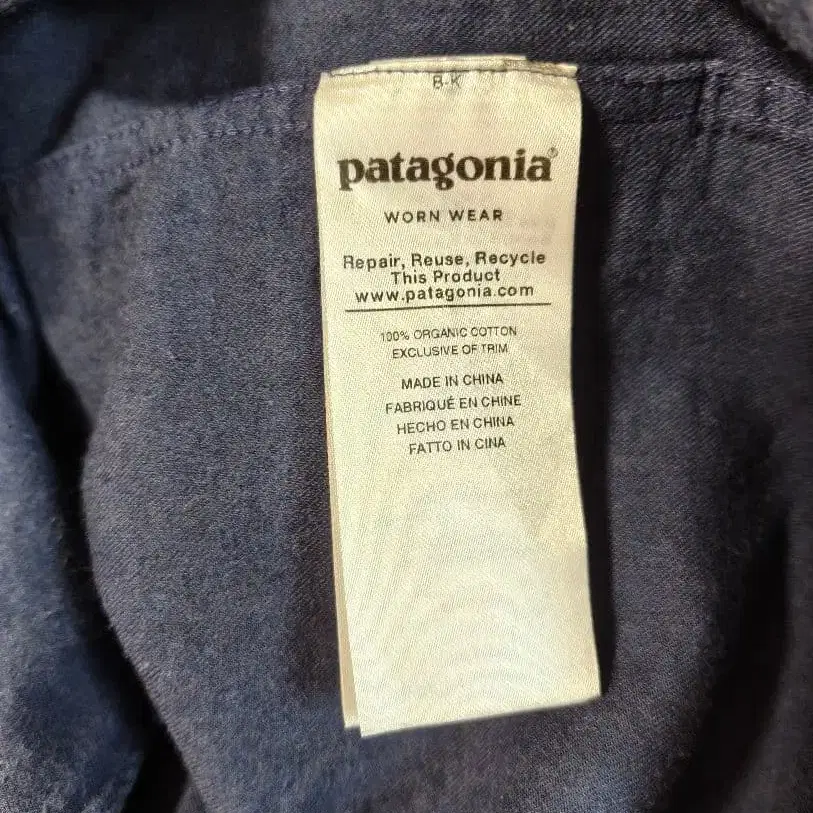 B-K
patagonia®
WORN WEAR
Repair, Reuse, Recycle
This Product
www.patagonia.com
100% ORGANIC COTTON
EXCLUSIVE OF TRIM
MADE IN CHINA
FABRIQUÉ EN CHINE
HECHO EN CHINA
FATTO IN CINA